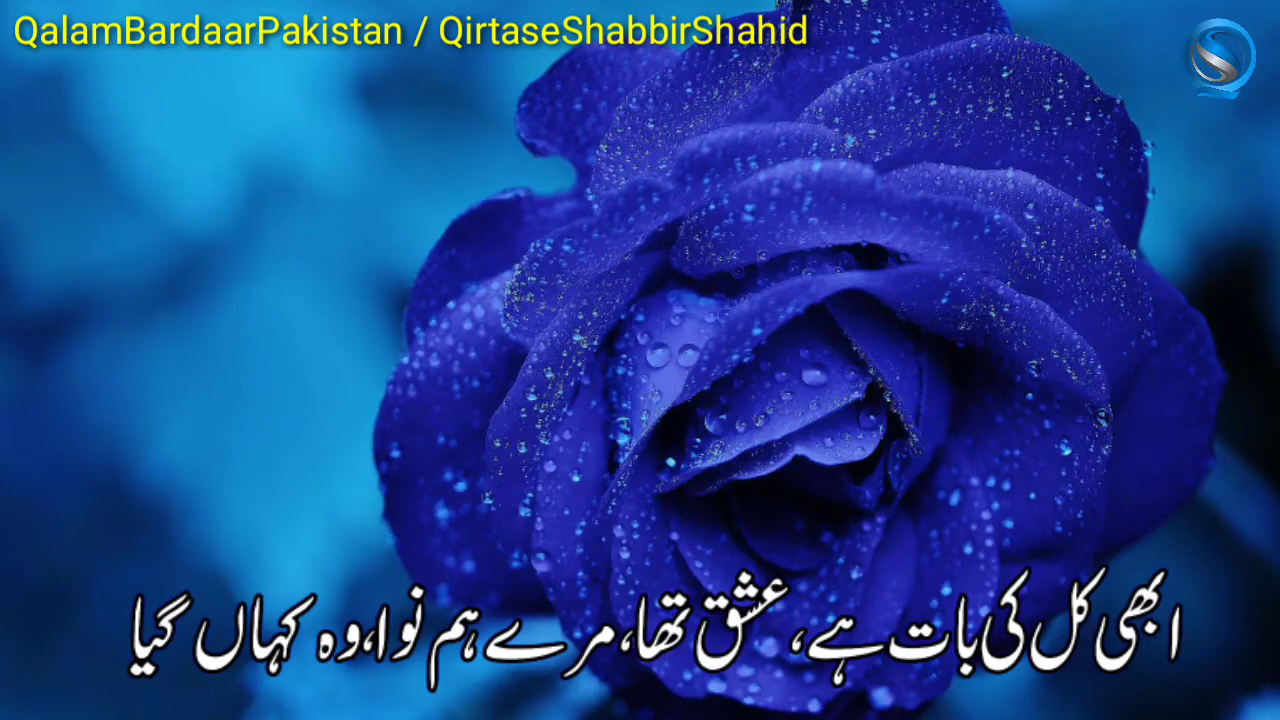 QalamBardaarPakistan / QirtaseShabbirShahid
ابھی کل کی بات ہے، عشق تھا، مرے ہم نوا، وہ کہاں گیا